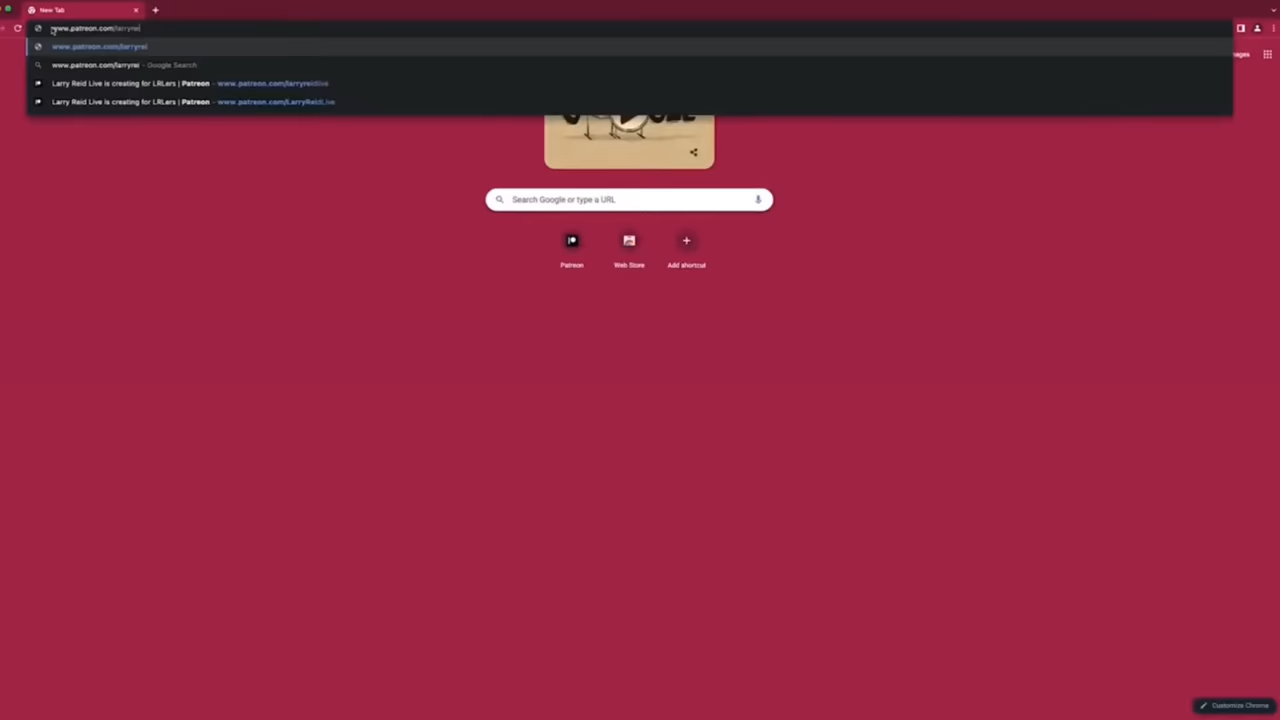 New Tab
www.patreon.com/larryrei
www.patreon.com/larryrei
www.patreon.com/larryrei - Google Search
Larry Reid Live is creating for LRLers | Patreon - www.patreon.com/larryreidlive
Larry Reid Live is creating for LRLers | Patreon - www.patreon.com/LarryReidLive
Search Google or type a URL
Patreon
Web Store
Add shortcut
Customize Chrome